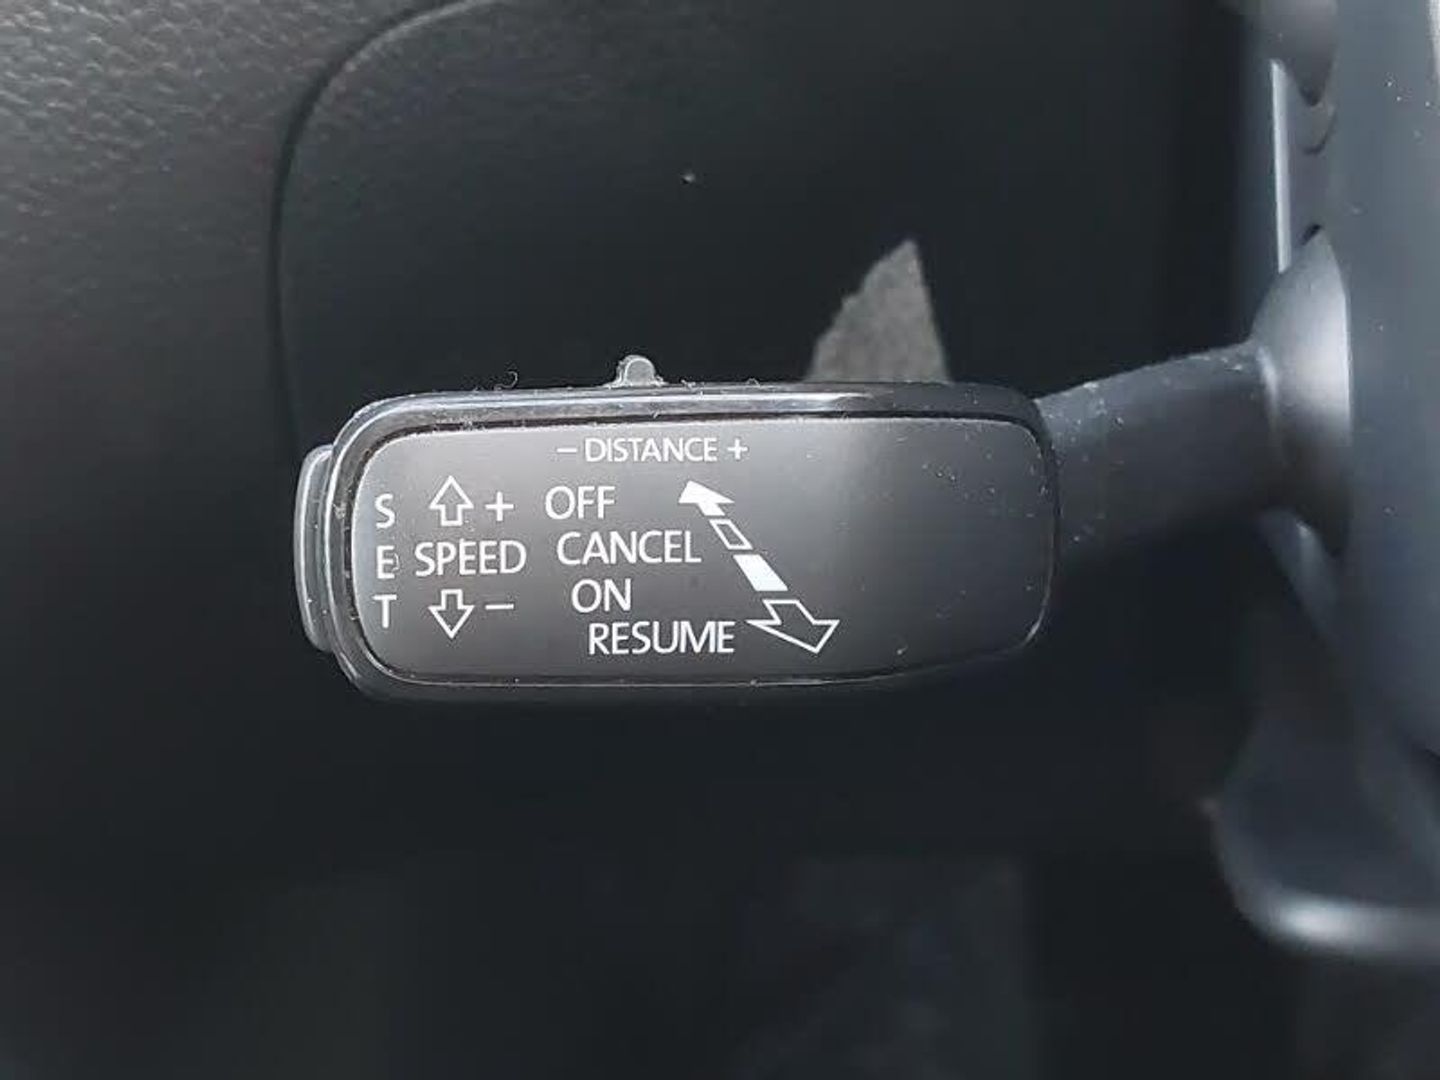 – DISTANCE +
S + OFF
E SPEED CANCEL
T – ON
RESUME